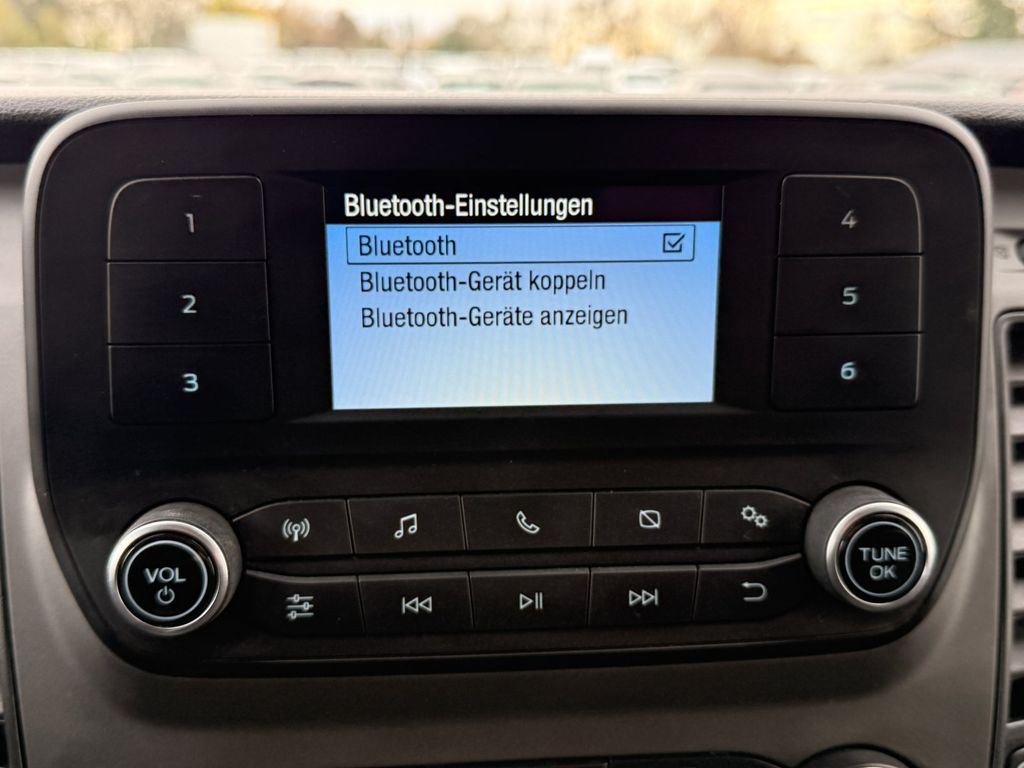 Bluetooth-Einstellungen
Bluetooth
Bluetooth-Gerät koppeln
Bluetooth-Geräte anzeigen
1
2
3
4
5
6
VOL
TUNE
OK